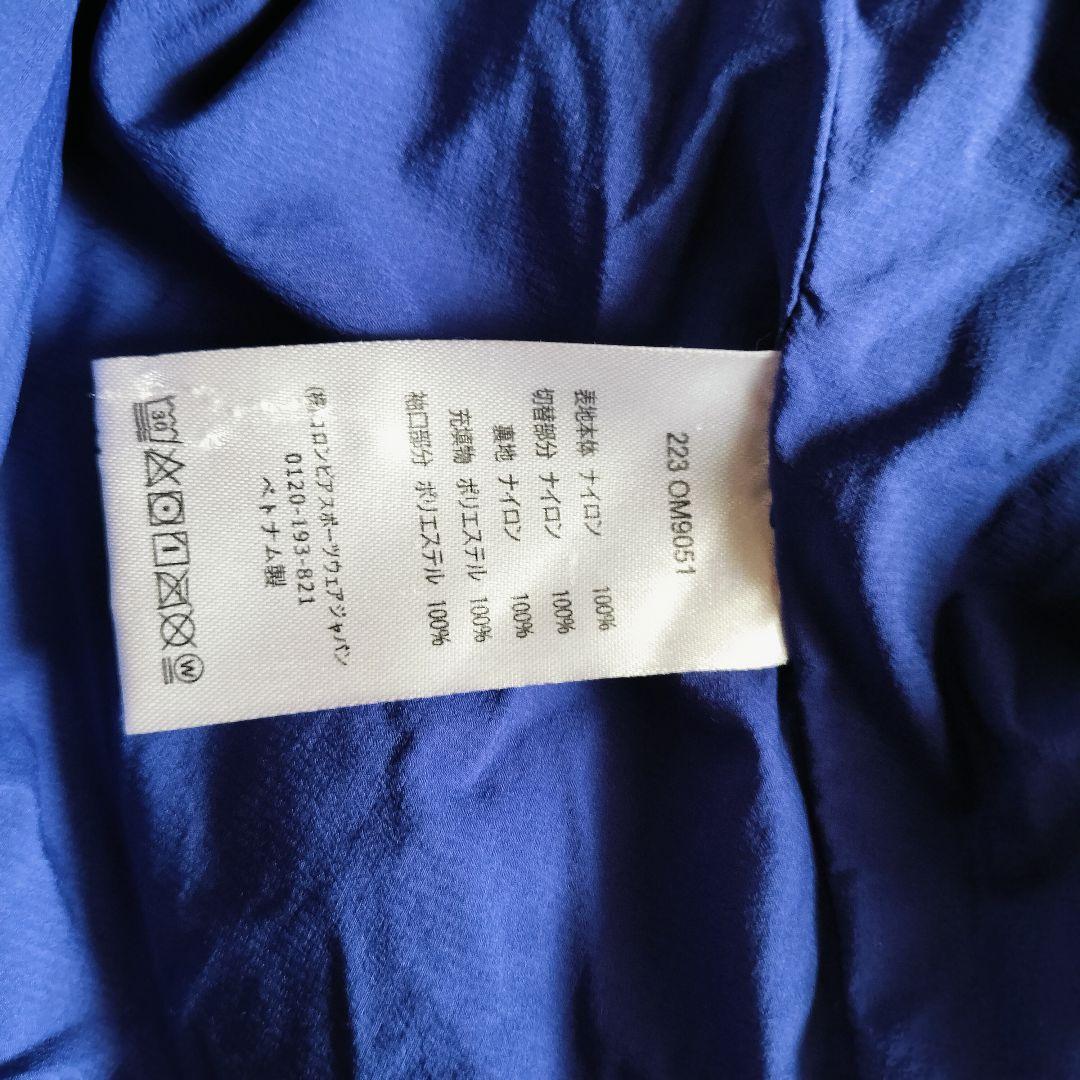 223 OM9051
表地本体 ナイロン 100%
切替部分 ナイロン 100%
裏地 ナイロン 100%
充填物 ポリエステル 100%
袖口部分 ポリエステル 100%
(株)コロンビアスポーツウェアジャパン
0120-193-821
ベトナム製
30 W